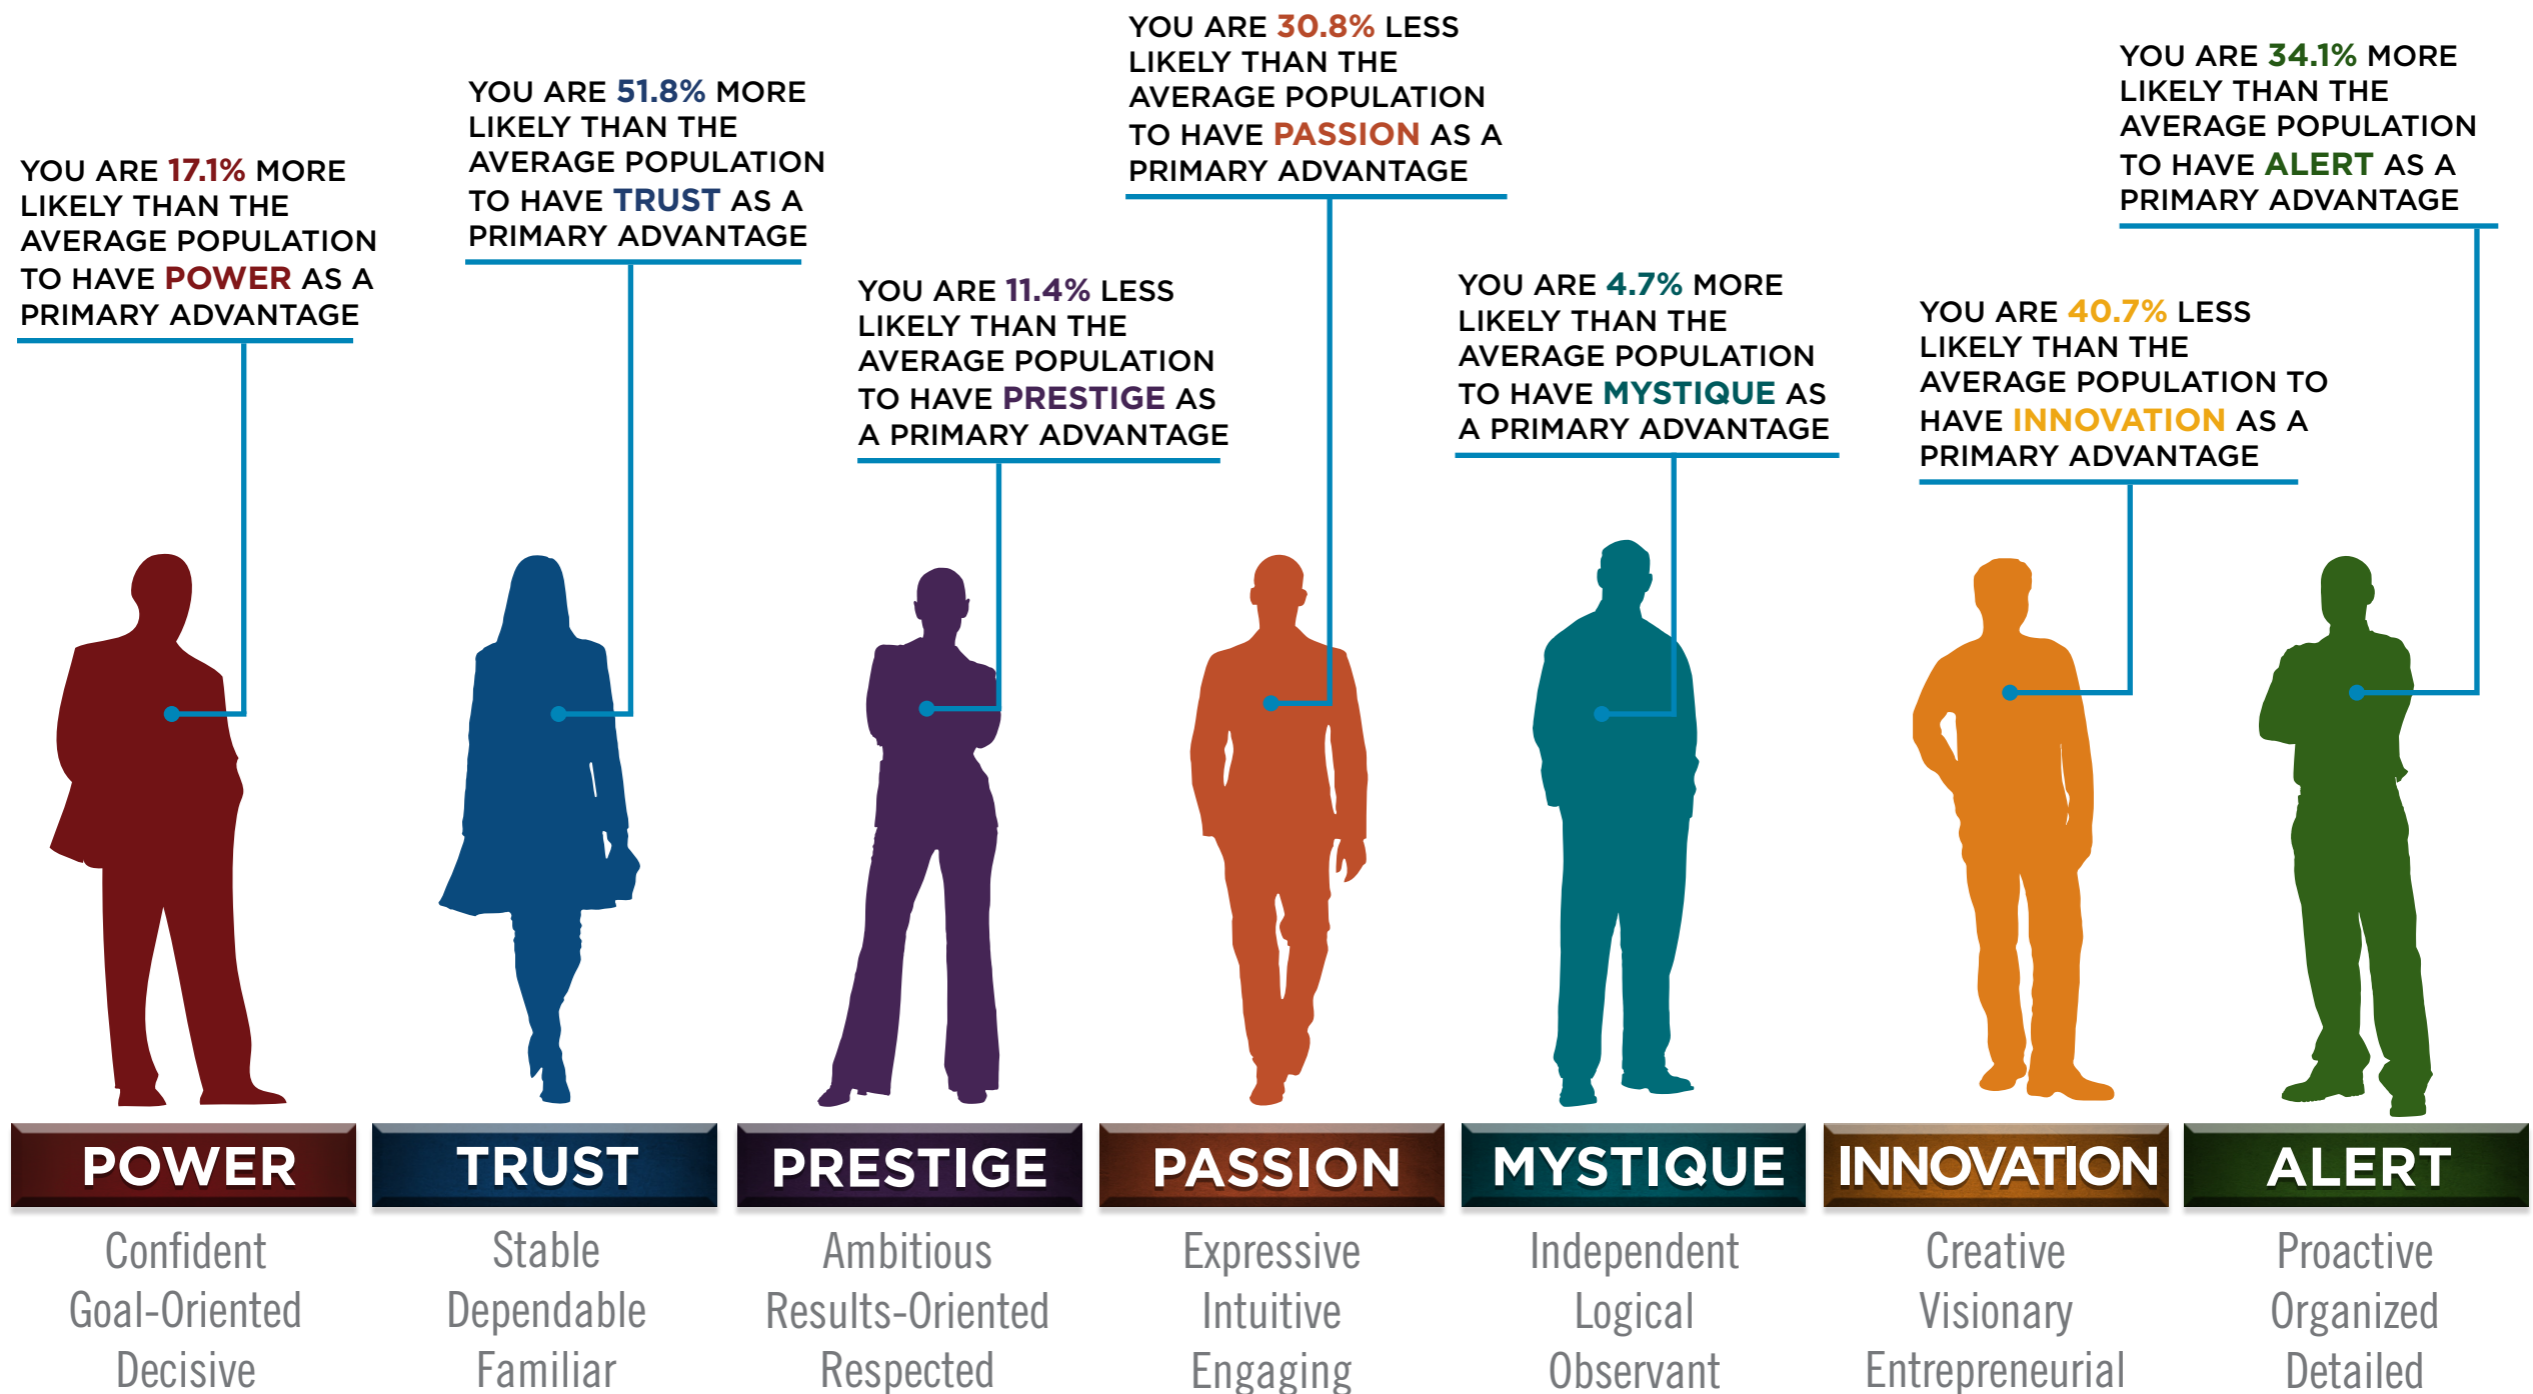 YOU ARE 17.1% MORE
LIKELY THAN THE
AVERAGE POPULATION
TO HAVE POWER AS A
PRIMARY ADVANTAGE
YOU ARE 51.8% MORE
LIKELY THAN THE
AVERAGE POPULATION
TO HAVE TRUST AS A
PRIMARY ADVANTAGE
YOU ARE 11.4% LESS
LIKELY THAN THE
AVERAGE POPULATION
TO HAVE PRESTIGE AS
A PRIMARY ADVANTAGE
YOU ARE 30.8% LESS
LIKELY THAN THE
AVERAGE POPULATION
TO HAVE PASSION AS A
PRIMARY ADVANTAGE
YOU ARE 4.7% MORE
LIKELY THAN THE
AVERAGE POPULATION
TO HAVE MYSTIQUE AS
A PRIMARY ADVANTAGE
YOU ARE 40.7% LESS
LIKELY THAN THE
AVERAGE POPULATION TO
HAVE INNOVATION AS A
PRIMARY ADVANTAGE
YOU ARE 34.1% MORE
LIKELY THAN THE
AVERAGE POPULATION
TO HAVE ALERT AS A
PRIMARY ADVANTAGE
POWER
Confident
Goal-Oriented
Decisive
TRUST
Stable
Dependable
Familiar
PRESTIGE
Ambitious
Results-Oriented
Respected
PASSION
Expressive
Intuitive
Engaging
MYSTIQUE
Independent
Logical
Observant
INNOVATION
Creative
Visionary
Entrepreneurial
ALERT
Proactive
Organized
Detailed